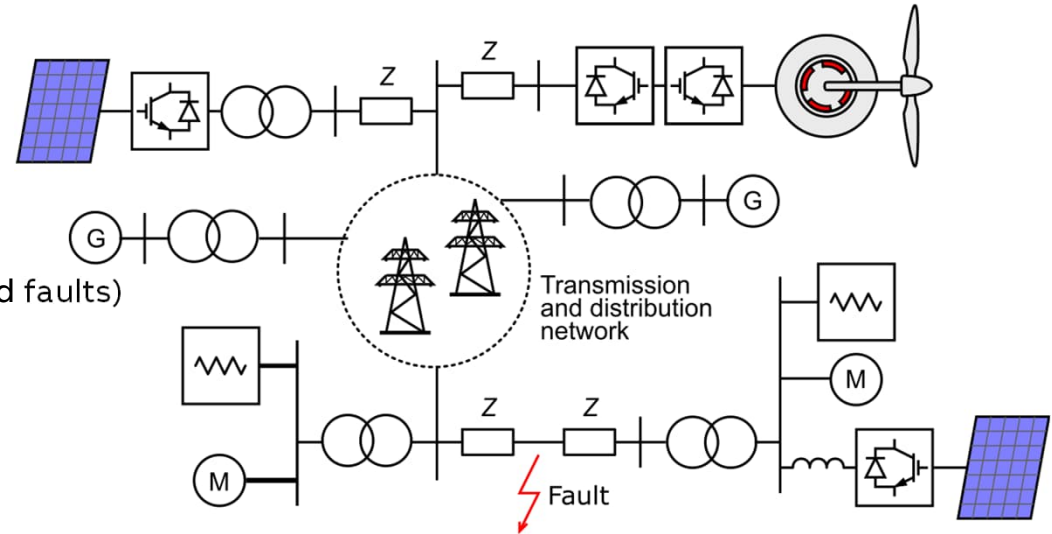 Z
Z
G
G
d faults)
Transmission
and distribution
network
M
Z
Z
M
Fault